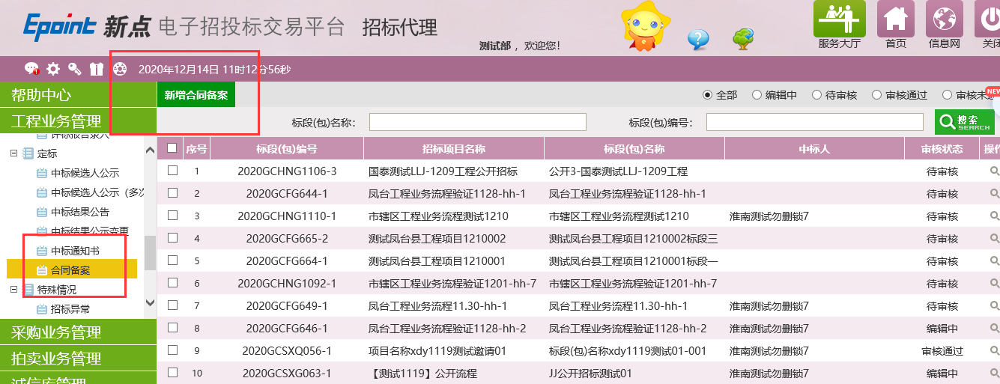 Epoint 新点 电子招投标交易平台 招标代理
测试部 ，欢迎您!
服务大厅 首页 信息网 关闭
2020年12月14日 11时12分56秒
帮助中心
工程业务管理
评标报告录入
定标
中标候选人公示
中标候选人公示（多次
中标结果公告
中标结果公示变更
中标通知书
合同备案
特殊情况
招标异常
采购业务管理
拍卖业务管理
诚信库管理
新增合同备案
全部 编辑中 待审核 审核通过 审核未通
NEW
标段(包)名称： 标段(包)编号： 搜索 SEARCH
序号 标段(包)编号 招标项目名称 标段(包)名称 中标人 审核状态 操作
1 2020GCHNG1106-3 国泰测试LLJ-1209工程公开招标 公开3-国泰测试LLJ-1209工程 待审核
2 2020GCFG644-1 凤台工程业务流程验证1128-hh-1 凤台工程业务流程验证1128-hh-1 待审核
3 2020GCHNG1110-1 市辖区工程业务流程测试1210 市辖区工程业务流程测试1210 淮南测试勿删锁7 待审核
4 2020GCFG665-2 测试凤台县工程项目1210002 测试凤台县工程项目1210002标段三 待审核
5 2020GCFG664-1 测试凤台县工程项目1210001 测试凤台县工程项目1210001标段一 待审核
6 2020GCHNG1092-1 市辖区工程业务流程验证1201-hh-7 市辖区工程业务流程验证1201-hh-7 待审核
7 2020GCFG649-1 凤台工程业务流程11.30-hh-1 凤台工程业务流程11.30-hh-1 淮南测试勿删锁7 待审核
8 2020GCFG646-1 凤台工程业务流程验证1128-hh-2 凤台工程业务流程验证1128-hh-2 淮南测试勿删锁7 编辑中
9 2020GCSXQ056-1 项目名称xdy1119测试邀请01 标段(包)名称xdy1119测试01-001 淮南测试勿删锁7 审核通过
10 2020GCSXG063-1 【测试1119】公开流程 JJ公开招标测试01 淮南测试勿删锁7 编辑中